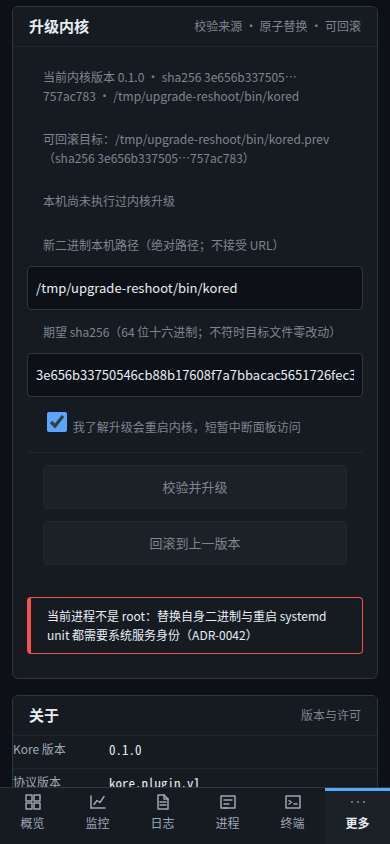 升级内核
校验来源 · 原子替换 · 可回滚
当前内核版本 0.1.0 · sha256 3e656b337505…
757ac783 · /tmp/upgrade-reshoot/bin/kored
可回滚目标：/tmp/upgrade-reshoot/bin/kored.prev
（sha256 3e656b337505…757ac783）
本机尚未执行过内核升级
新二进制本机路径（绝对路径；不接受 URL）
/tmp/upgrade-reshoot/bin/kored
期望 sha256（64 位十六进制；不符时目标文件零改动）
3e656b33750546cb88b17608f7a7bbacac5651726fec3
我了解升级会重启内核，短暂中断面板访问
校验并升级
回滚到上一版本
当前进程不是 root：替换自身二进制与重启 systemd
unit 都需要系统服务身份（ADR-0042）
关于
版本与许可
Kore 版本 0.1.0
协议版本 kore.plugin.v1
概览 监控 日志 进程 终端 更多